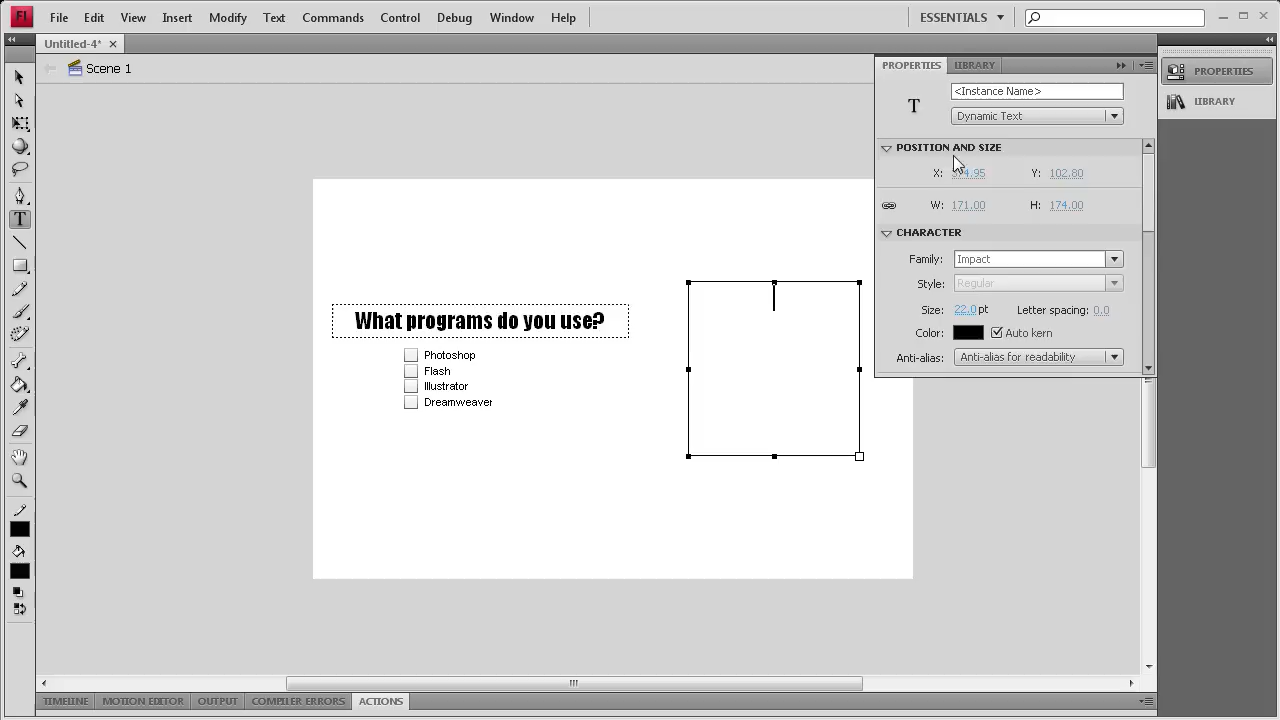 Fl File Edit View Insert Modify Text Commands Control Debug Window Help ESSENTIALS
Untitled-4*
Scene 1
PROPERTIES LIBRARY
<Instance Name>
T
Dynamic Text
POSITION AND SIZE
Y: 102.80
X:
W: 171.00 H: 174.00
CHARACTER
Family: Impact
Style: Regular
Size: 22.0 pt Letter spacing: 0.0
Color: Auto kern
Anti-alias: Anti-alias for readability
PROPERTIES
LIBRARY
T
What programs do you use?
Photoshop
Flash
Illustrator
Dreamweaver
TIMELINE MOTION EDITOR OUTPUT COMPILER ERRORS ACTIONS